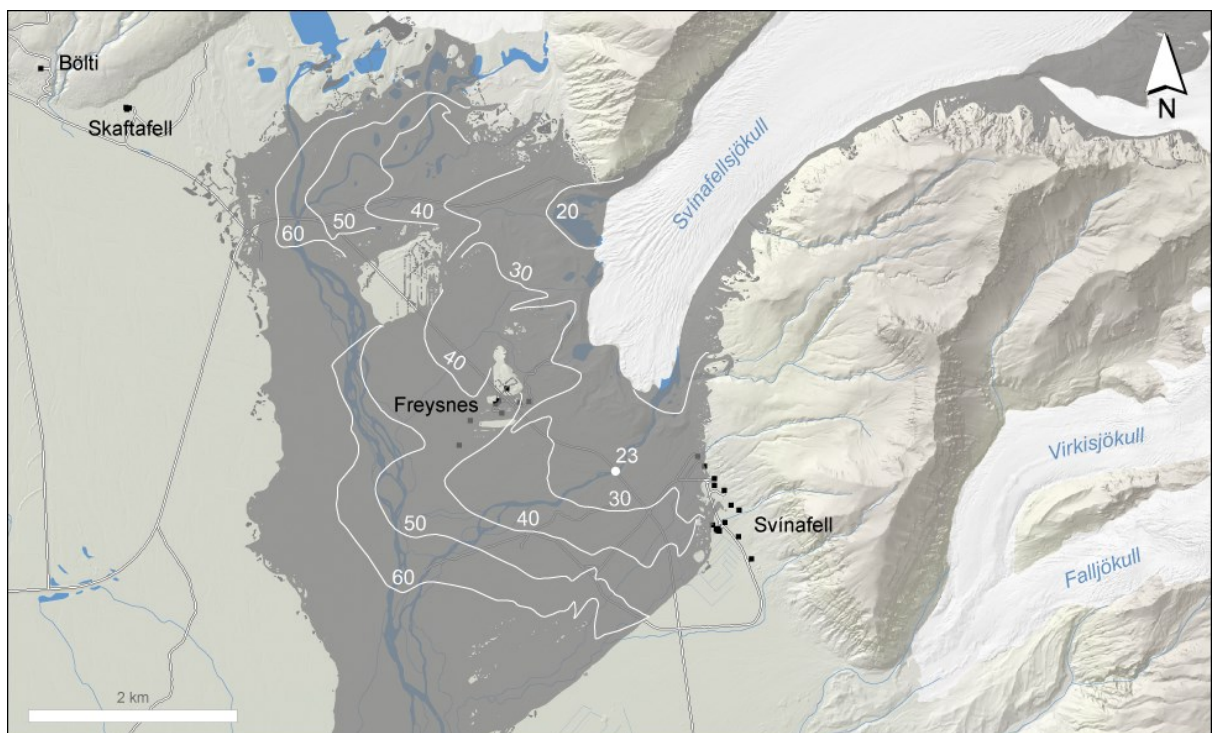 Bölti
Skaftafell
N
Svínafellsjökull
20
40
50
60
30
40
Freysnes
23
30
40
50
60
Svínafell
Virkisjökull
Falljökull
2 km